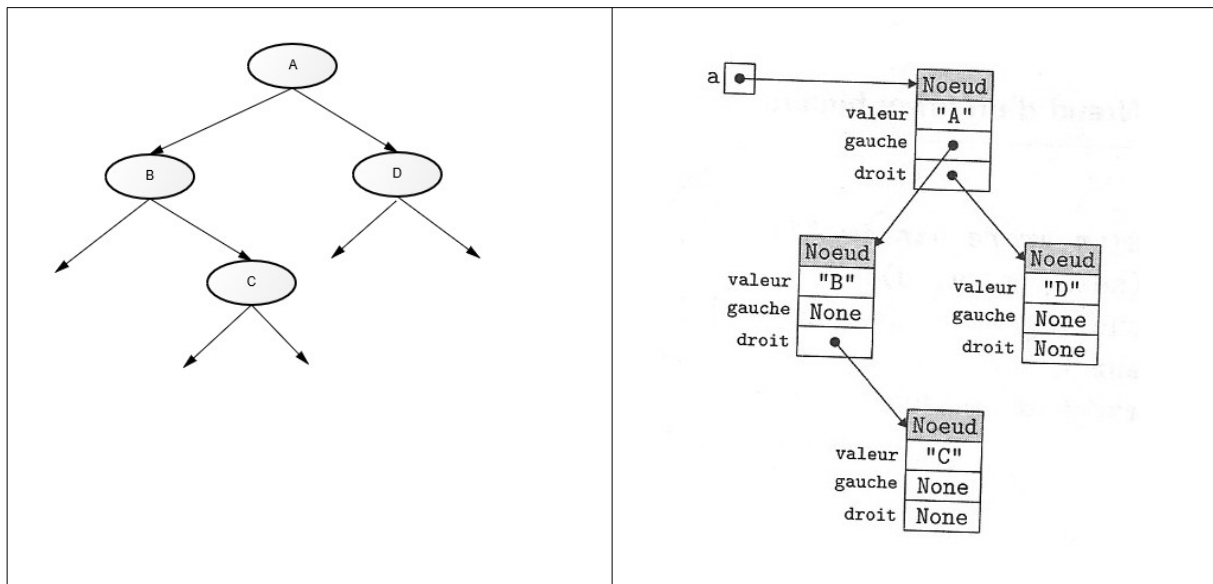 A
B
D
C
a
Noeud
valeur "A"
gauche
droit
Noeud
valeur "B"
gauche None
droit
Noeud
valeur "D"
gauche None
droit None
Noeud
valeur "C"
gauche None
droit None